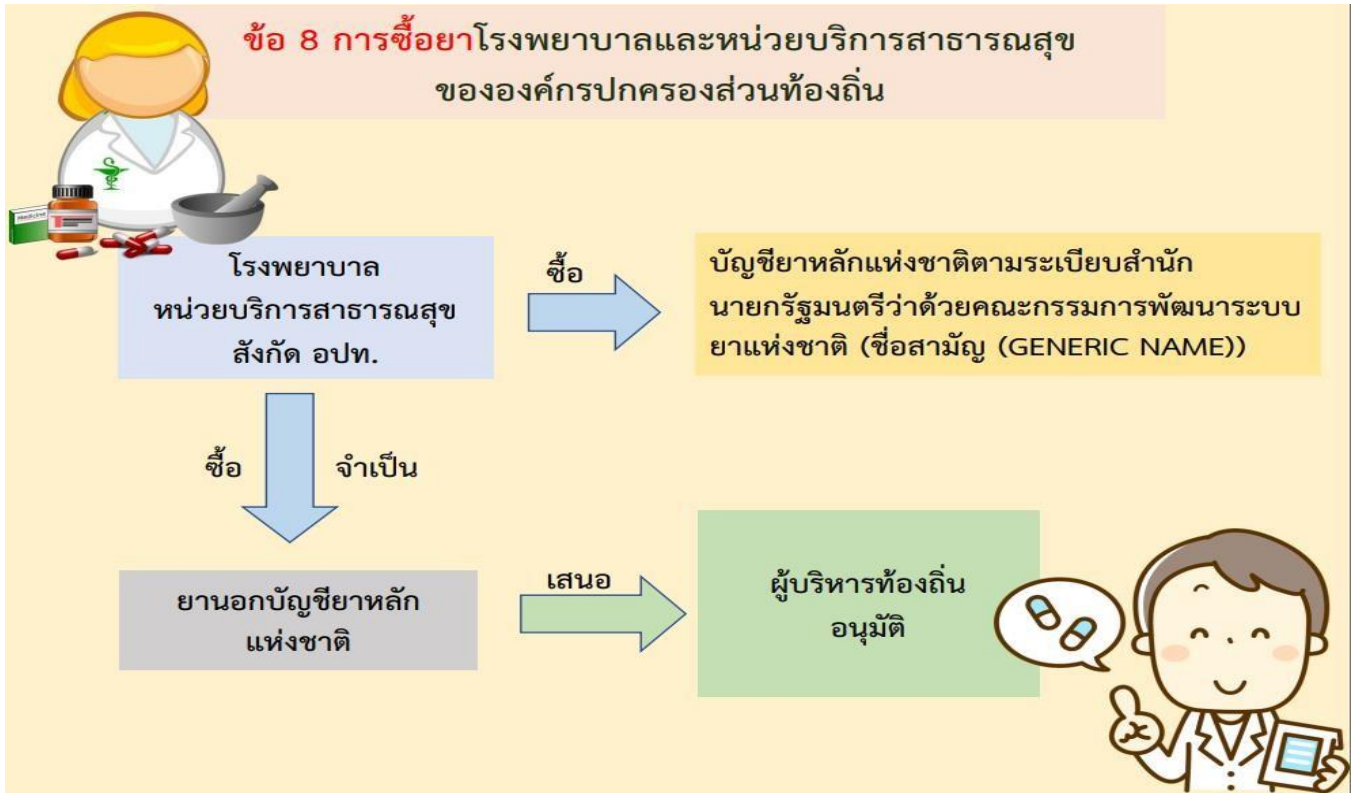 ข้อ 8 การซื้อยาโรงพยาบาลและหน่วยบริการสาธารณสุข
ขององค์กรปกครองส่วนท้องถิ่น
โรงพยาบาล
หน่วยบริการสาธารณสุข
สังกัด อปท.
ซื้อ
บัญชียาหลักแห่งชาติตามระเบียบสำนัก
นายกรัฐมนตรีว่าด้วยคณะกรรมการพัฒนาระบบ
ยาแห่งชาติ (ชื่อสามัญ (GENERIC NAME))
ซื้อ จำเป็น
ยานอกบัญชียาหลัก
แห่งชาติ
เสนอ
ผู้บริหารท้องถิ่น
อนุมัติ